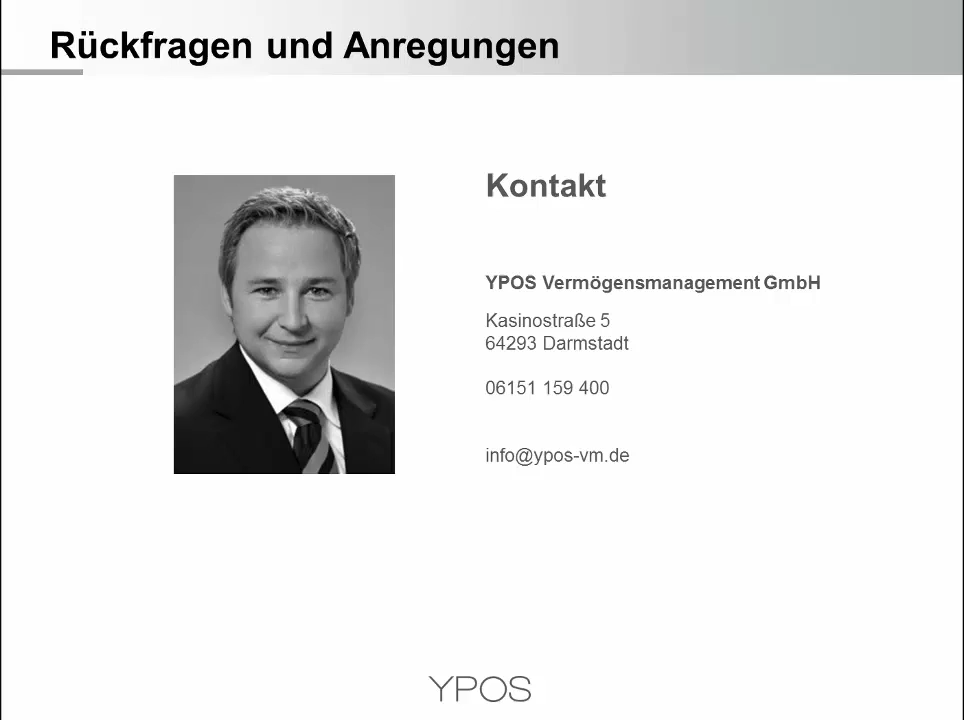 Rückfragen und Anregungen
Kontakt
YPOS Vermögensmanagement GmbH
Kasinostraße 5
64293 Darmstadt
06151 159 400
info@ypos-vm.de
YPOS